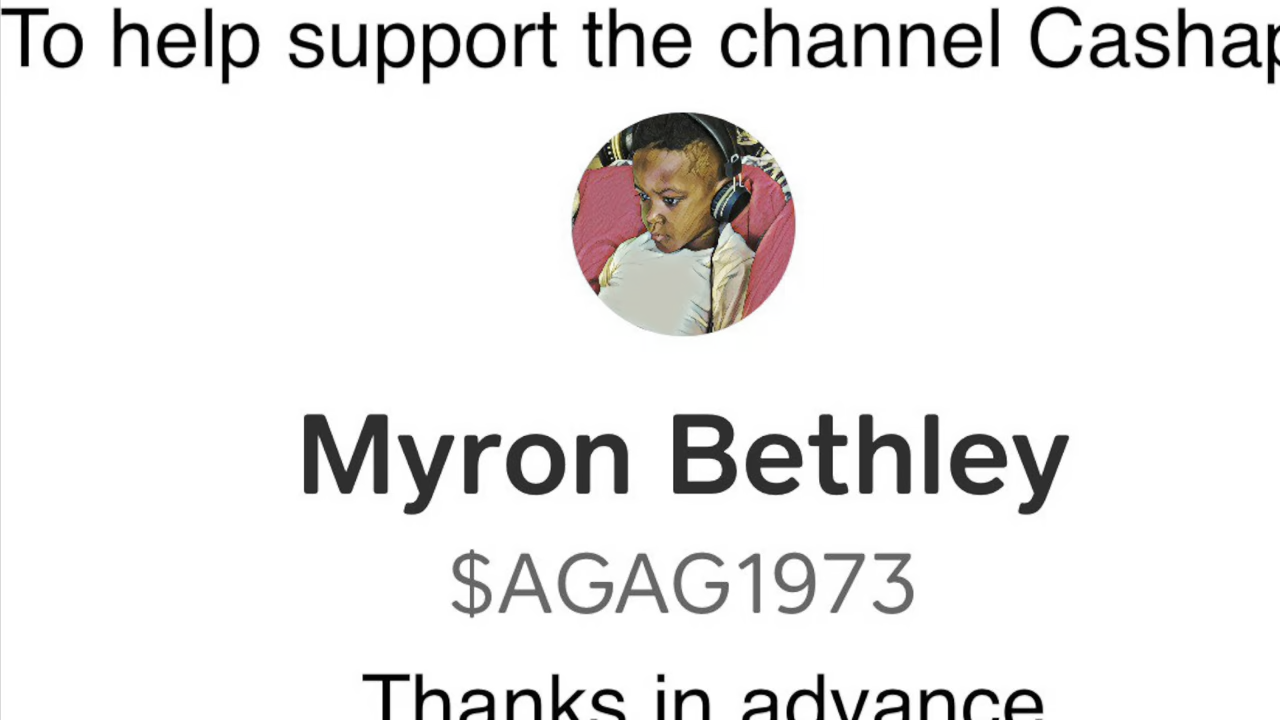 To help support the channel Cashap
Myron Bethley
$AGAG1973
Thanks in advance